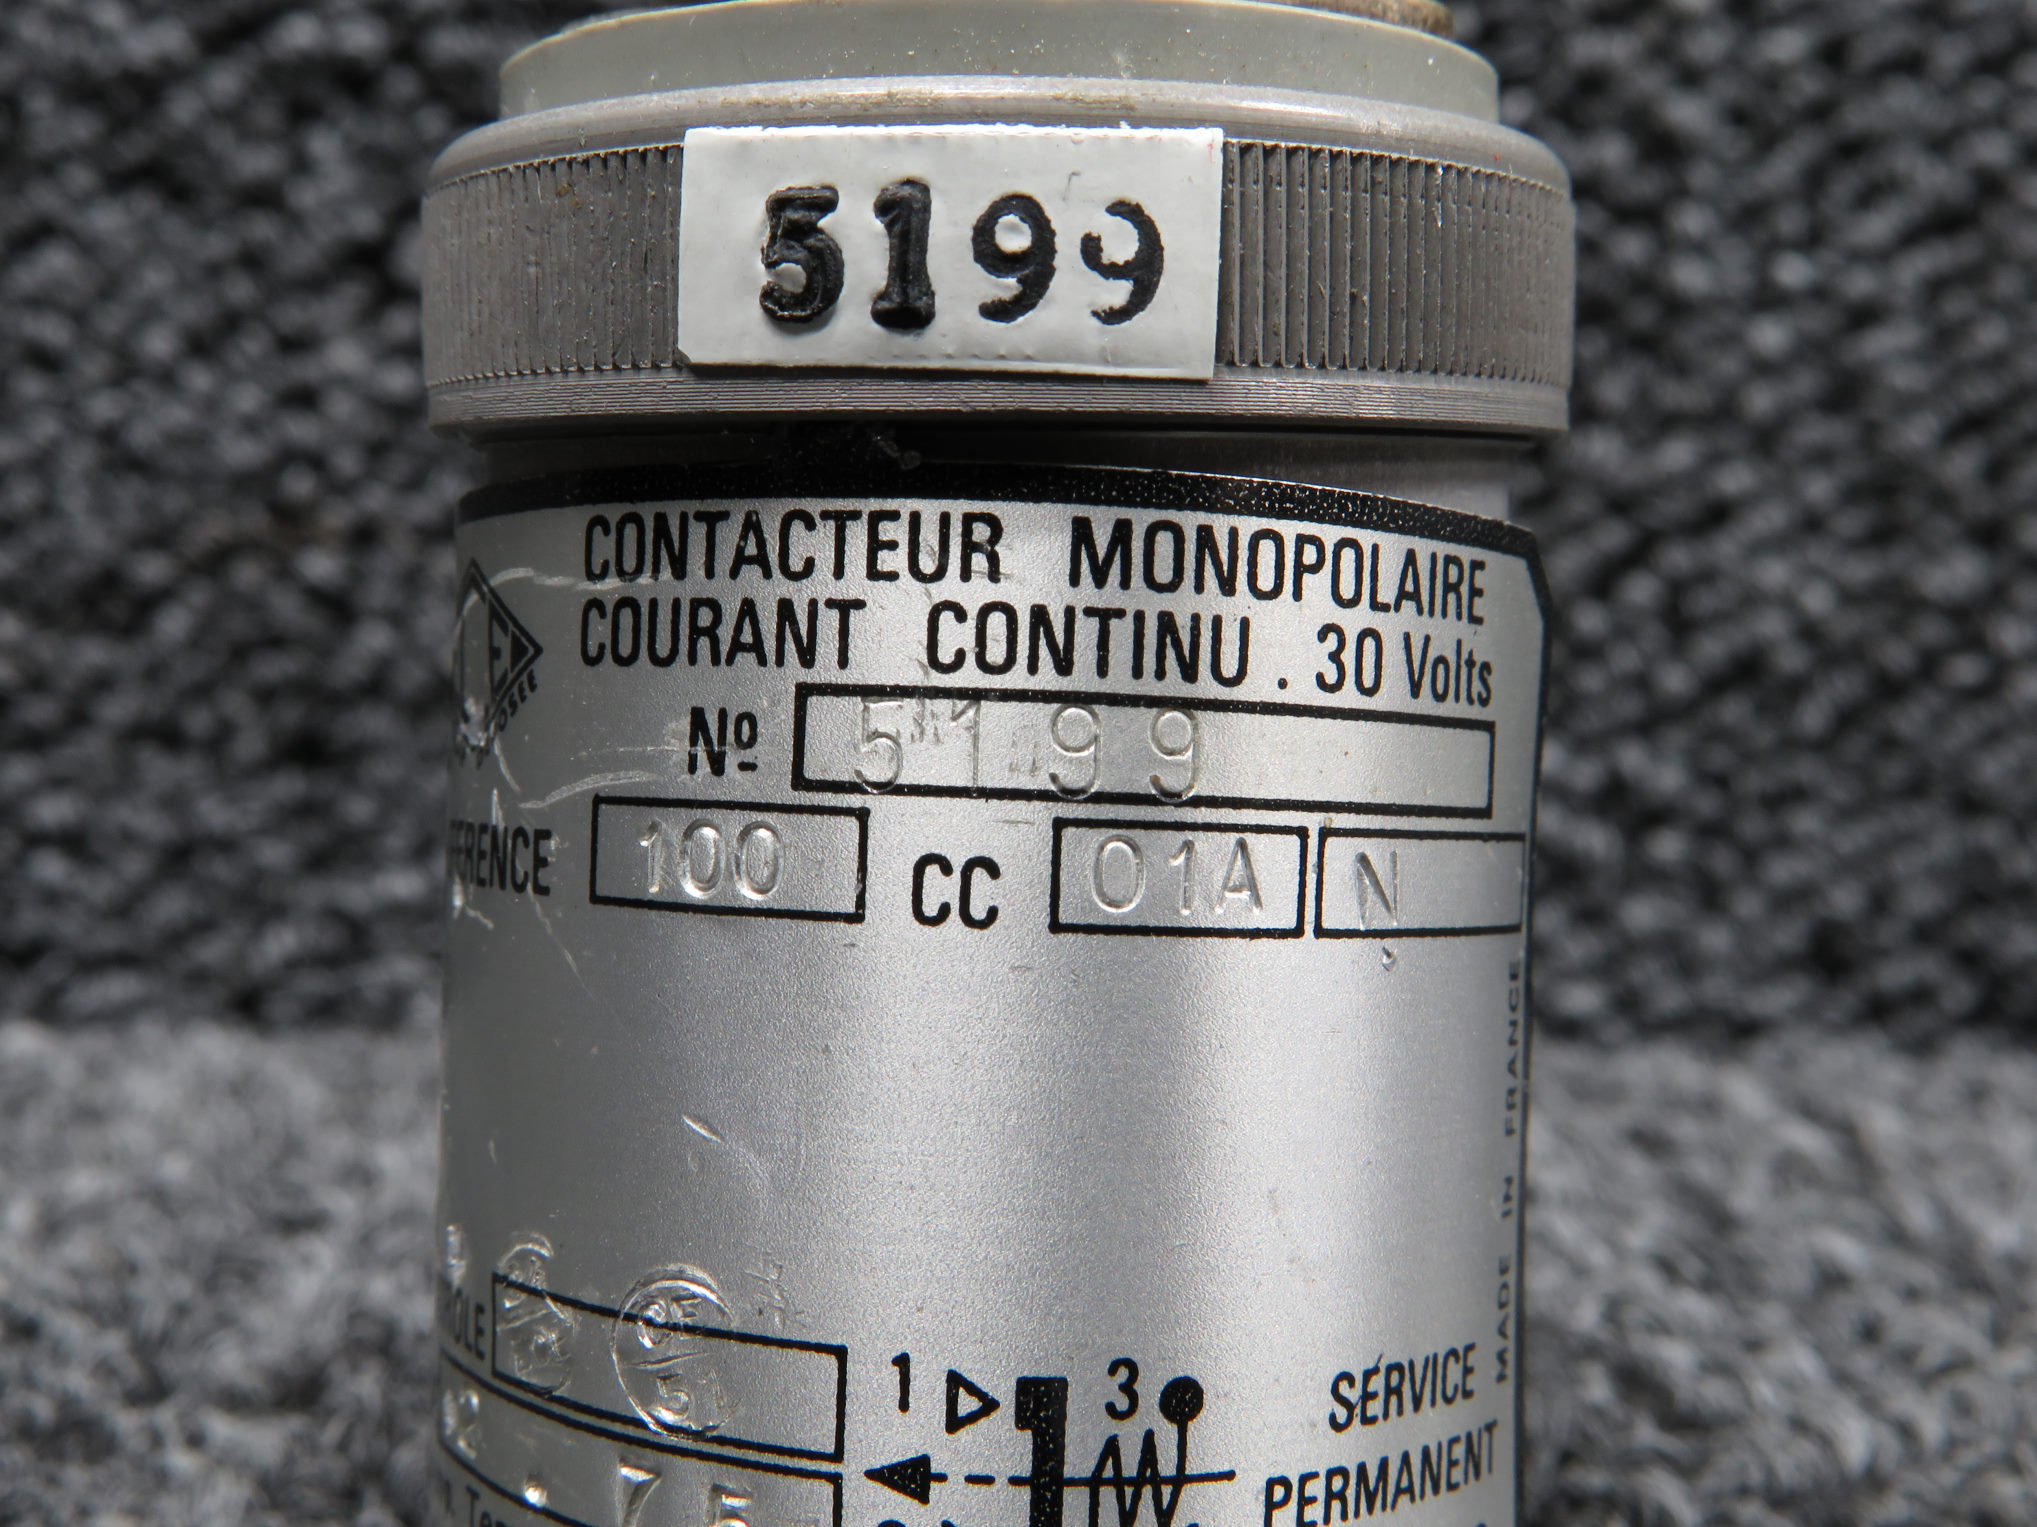 5199
CONTACTEUR MONOPOLAIRE
COURANT CONTINU . 30 Volts
Nº 5199
100 CC 01A N
MADE IN FRANCE
1 3
SERVICE
PERMANENT